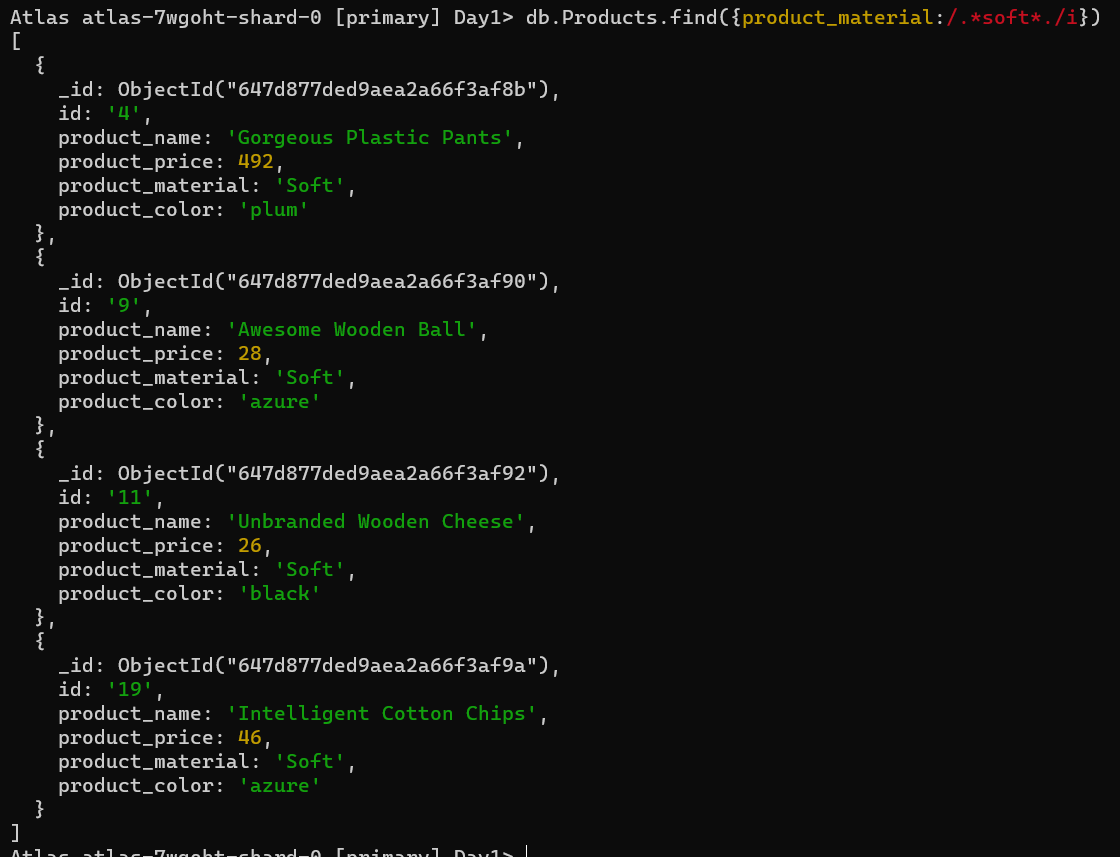 Atlas atlas-7wgoht-shard-0 [primary] Day1> db.Products.find({product_material:/.*soft*./i})
[
  {
    _id: ObjectId("647d877ded9aea2a66f3af8b"),
    id: '4',
    product_name: 'Gorgeous Plastic Pants',
    product_price: 492,
    product_material: 'Soft',
    product_color: 'plum'
  },
  {
    _id: ObjectId("647d877ded9aea2a66f3af90"),
    id: '9',
    product_name: 'Awesome Wooden Ball',
    product_price: 28,
    product_material: 'Soft',
    product_color: 'azure'
  },
  {
    _id: ObjectId("647d877ded9aea2a66f3af92"),
    id: '11',
    product_name: 'Unbranded Wooden Cheese',
    product_price: 26,
    product_material: 'Soft',
    product_color: 'black'
  },
  {
    _id: ObjectId("647d877ded9aea2a66f3af9a"),
    id: '19',
    product_name: 'Intelligent Cotton Chips',
    product_price: 46,
    product_material: 'Soft',
    product_color: 'azure'
  }
]
Atlas atlas-7wgoht-shard-0 [primary] Day1>